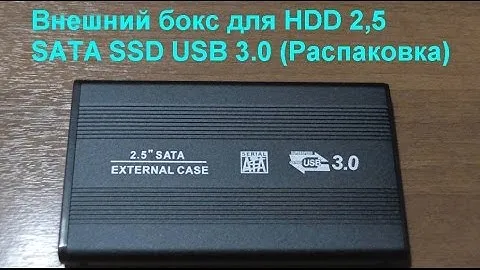 Внешний бокс для HDD 2,5
SATA SSD USB 3.0 (Распаковка)
2.5" SATA
EXTERNAL CASE
SERIAL
SATA
USB 3.0